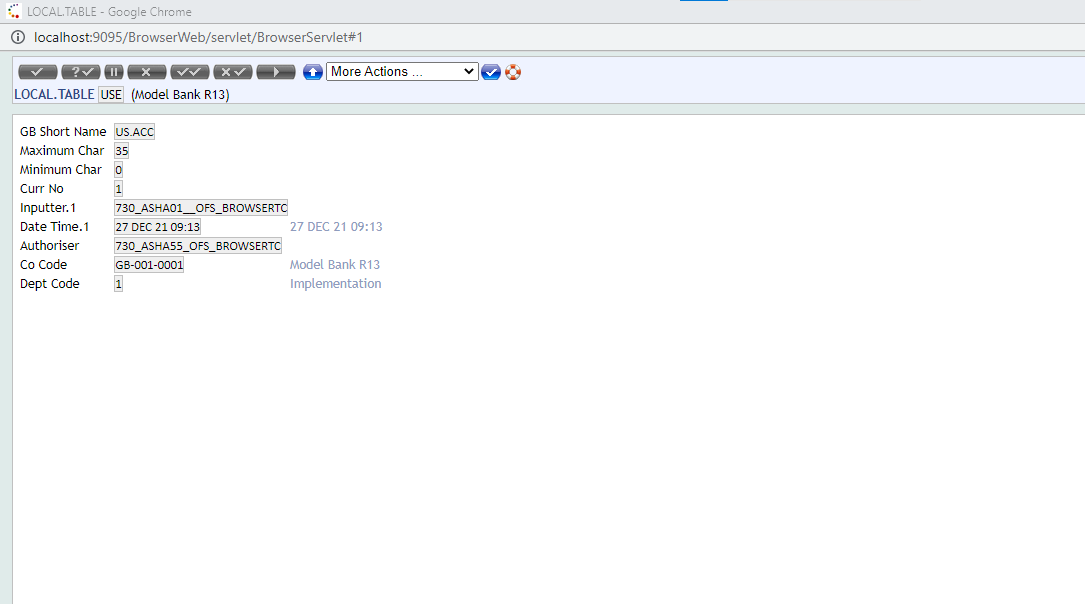 LOCAL.TABLE - Google Chrome
localhost:9095/BrowserWeb/servlet/BrowserServlet#1
More Actions ...
LOCAL.TABLE USE (Model Bank R13)
GB Short Name US.ACC
Maximum Char 35
Minimum Char 0
Curr No 1
Inputter.1 730_ASHA01__OFS_BROWSERTC
Date Time.1 27 DEC 21 09:13 27 DEC 21 09:13
Authoriser 730_ASHA55_OFS_BROWSERTC
Co Code GB-001-0001 Model Bank R13
Dept Code 1 Implementation